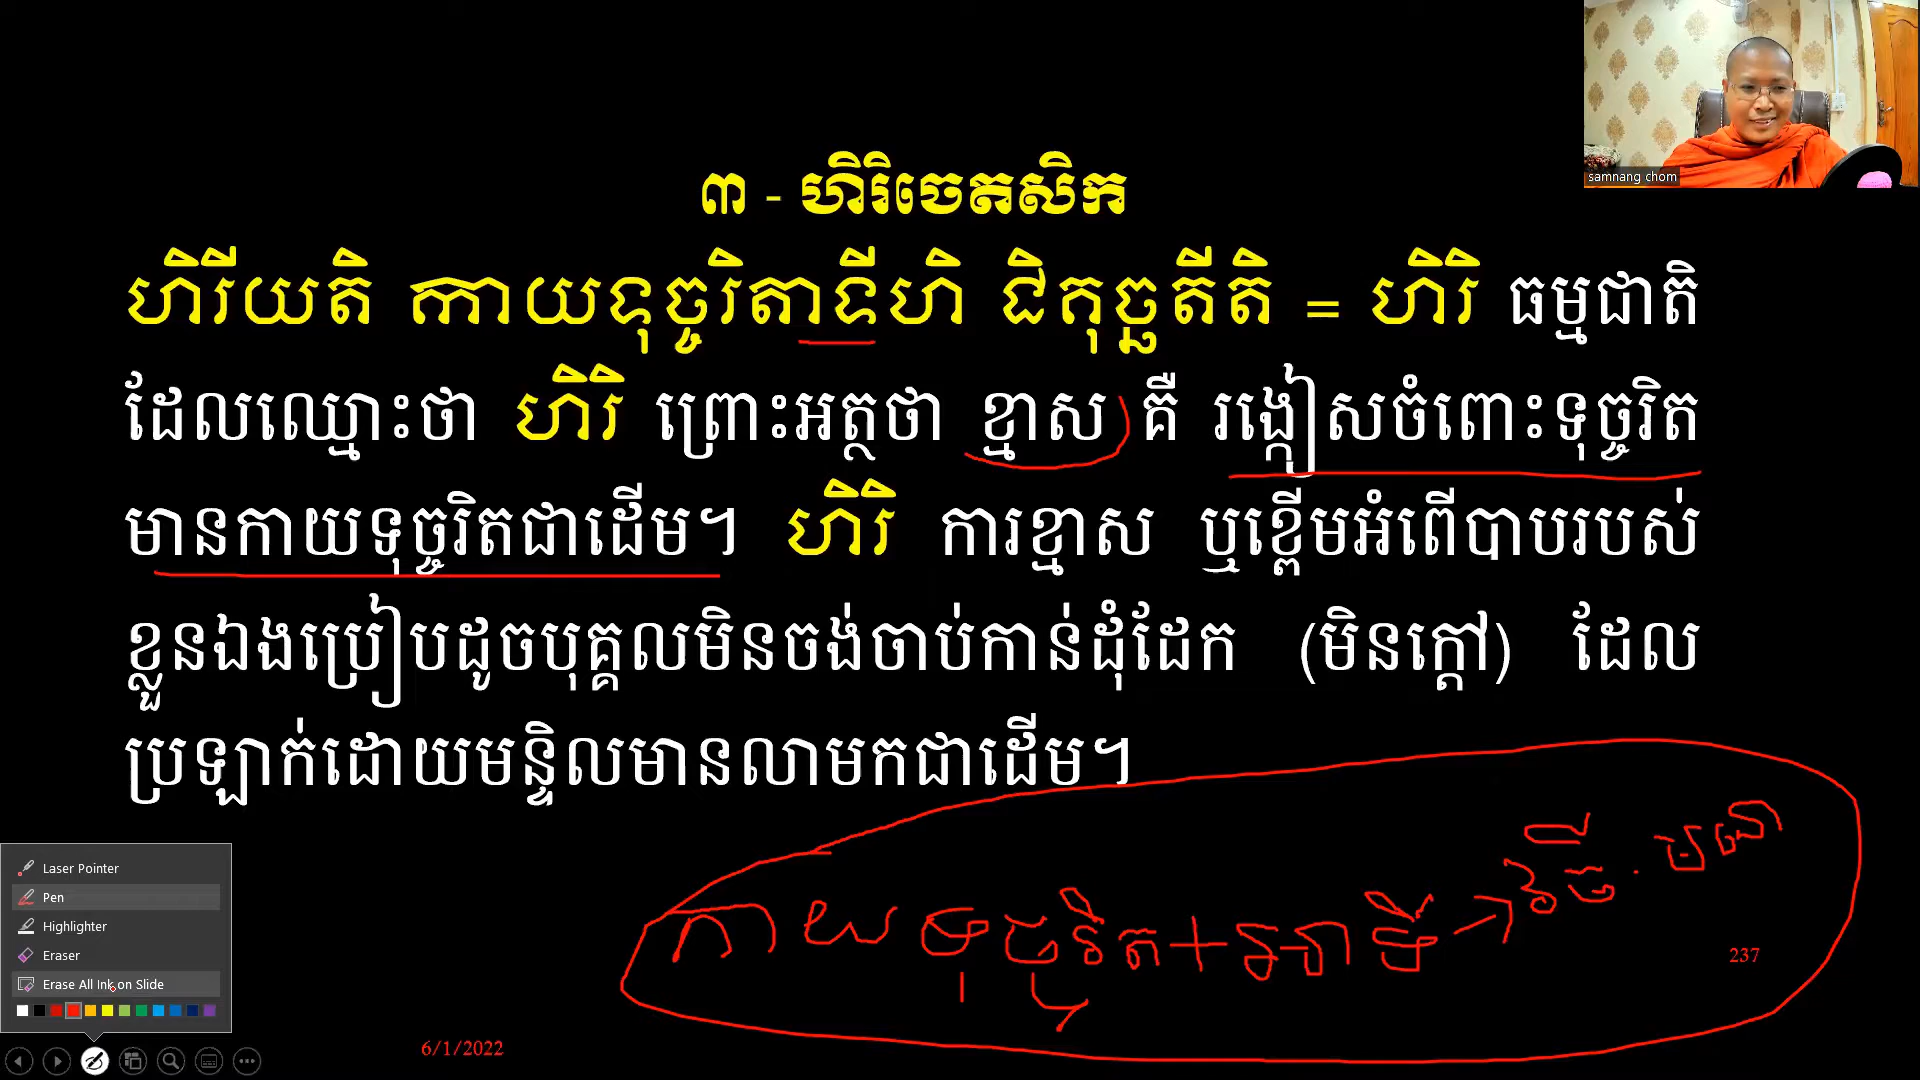 samnang chom
៣ - ហិរិចេតសិក
ហិរីយតិ កាយទុច្ចរិតាទីហិ ជិគុច្ឆតីតិ = ហិរិ ធម្មជាតិ
ដែលឈ្មោះថា ហិរិ ព្រោះអត្ថថា ខ្មាស គឺ រង្កៀសចំពោះទុច្ចរិត
មានកាយទុច្ចរិតជាដើម។ ហិរិ ការខ្មាស ឬខ្ពើមអំពើបាបរបស់
ខ្លួនឯងប្រៀបដូចបុគ្គលមិនចង់ចាប់កាន់ដុំដែក (មិនក្ដៅ) ដែល
ប្រឡាក់ដោយមន្ទិលមានលាមកជាដើម។
កាយទុច្ចរិត+អាទិ
237
Laser Pointer
Pen
Highlighter
Eraser
Erase All Ink on Slide
6/1/2022